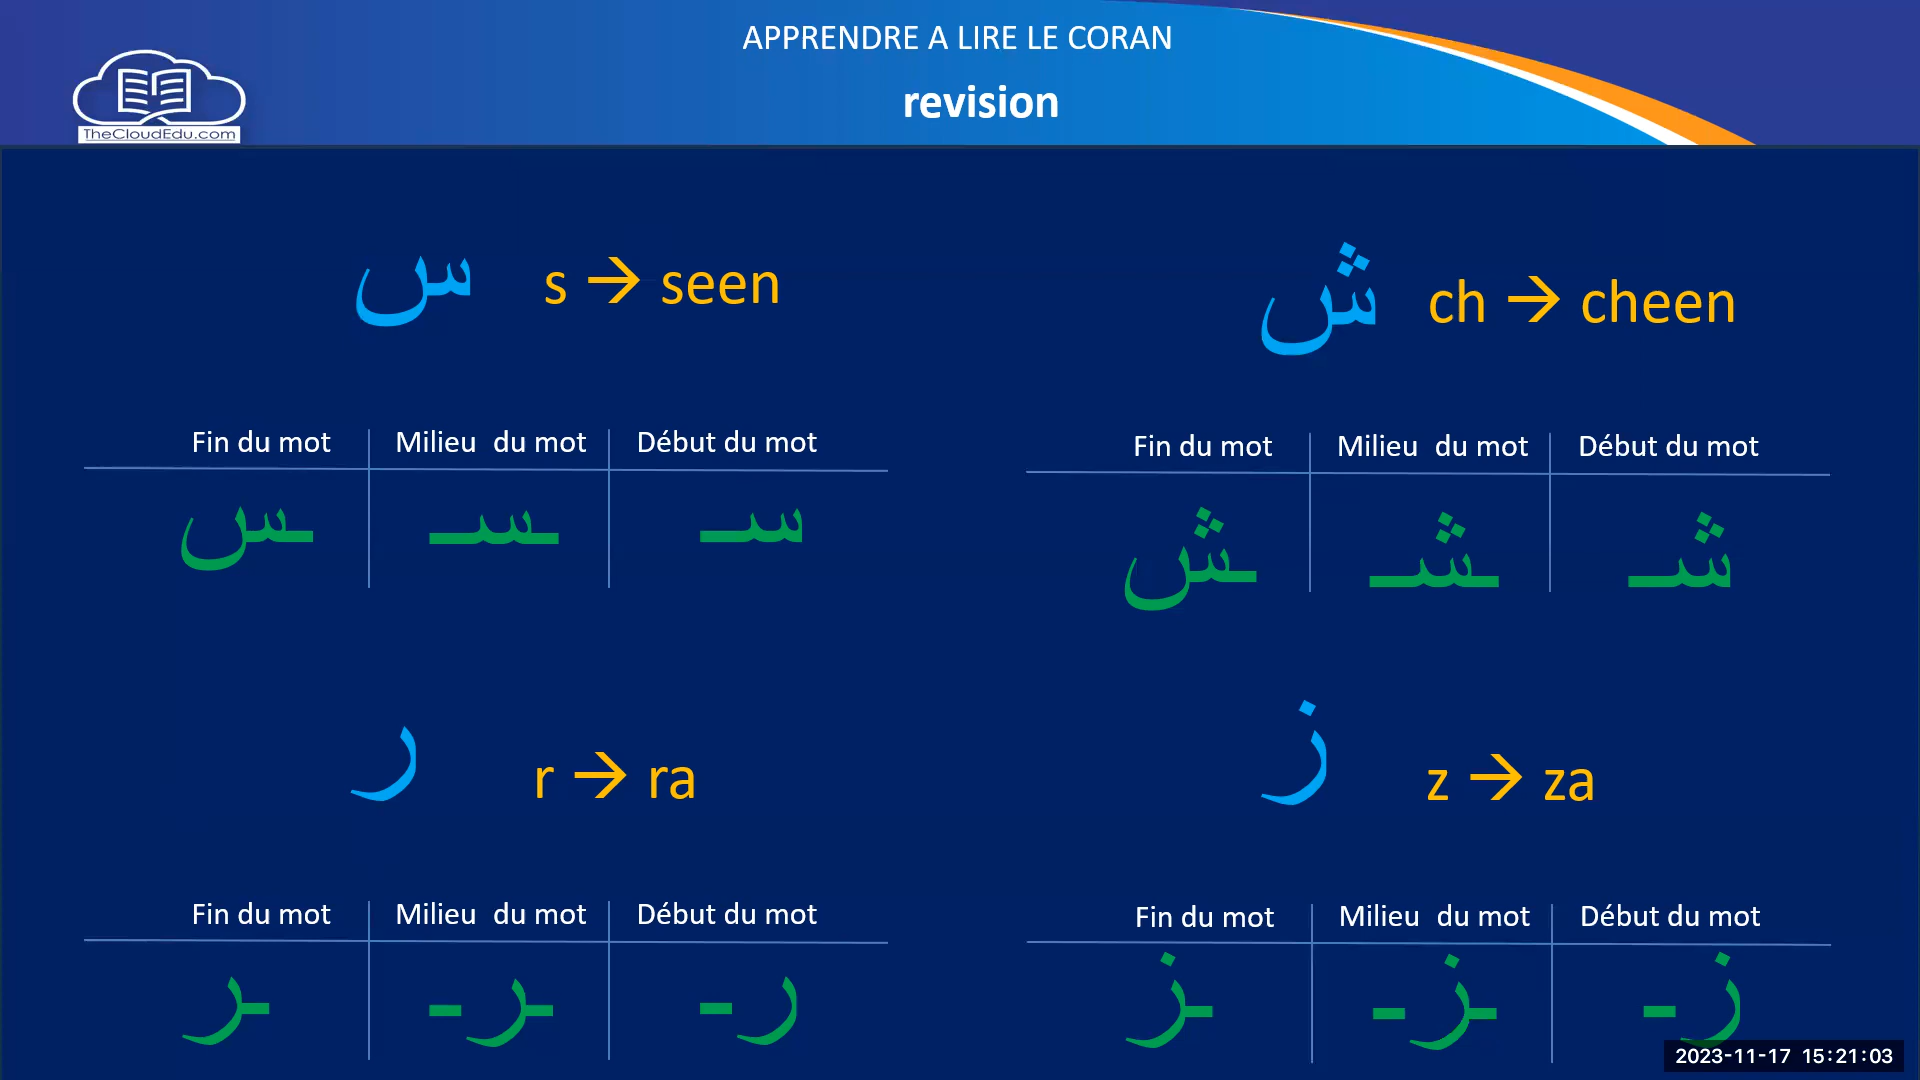 APPRENDRE A LIRE LE CORAN
revision
TheCloudEdu.com
س s → seen
ش ch → cheen
Fin du mot Milieu du mot Début du mot
ـس ـسـ سـ
Fin du mot Milieu du mot Début du mot
ـش ـشـ شـ
ر r → ra
ز z → za
Fin du mot Milieu du mot Début du mot
ـر ـر - ر -
Fin du mot Milieu du mot Début du mot
ـز ـز - ز -
2023-11-17 15:21:03